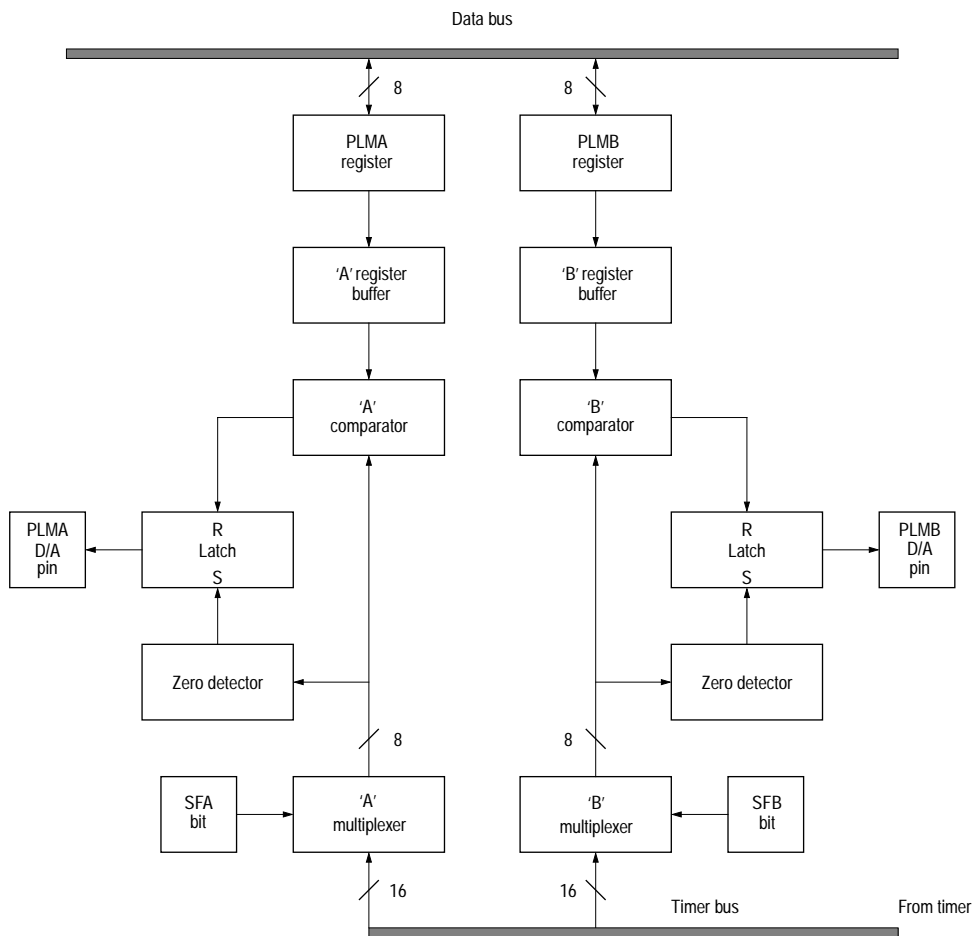 Data bus
8
8
PLMA
register
PLMB
register
‘A’ register
buffer
‘B’ register
buffer
‘A’
comparator
‘B’
comparator
PLMA
D/A
pin
R
Latch
S
R
Latch
S
PLMB
D/A
pin
Zero detector
Zero detector
8
8
SFA
bit
‘A’
multiplexer
‘B’
multiplexer
SFB
bit
16
16
Timer bus
From timer